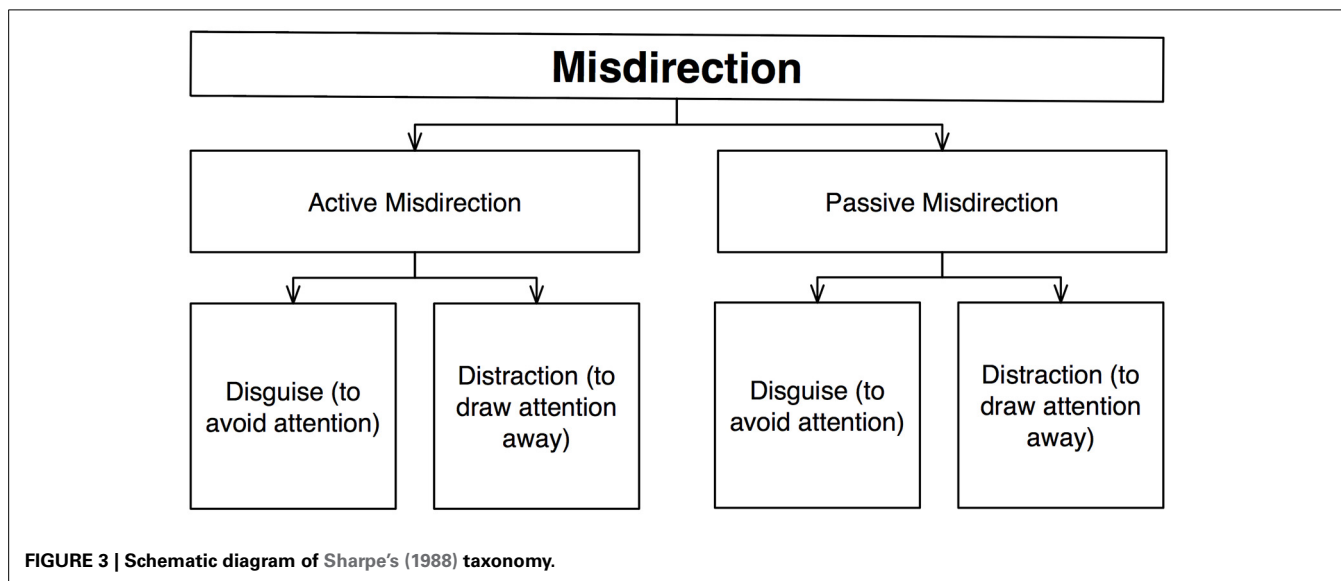 Misdirection
Active Misdirection
Passive Misdirection
Disguise (to
avoid attention)
Distraction (to
draw attention
away)
Disguise (to
avoid attention)
Distraction (to
draw attention
away)
FIGURE 3 | Schematic diagram of Sharpe's (1988) taxonomy.